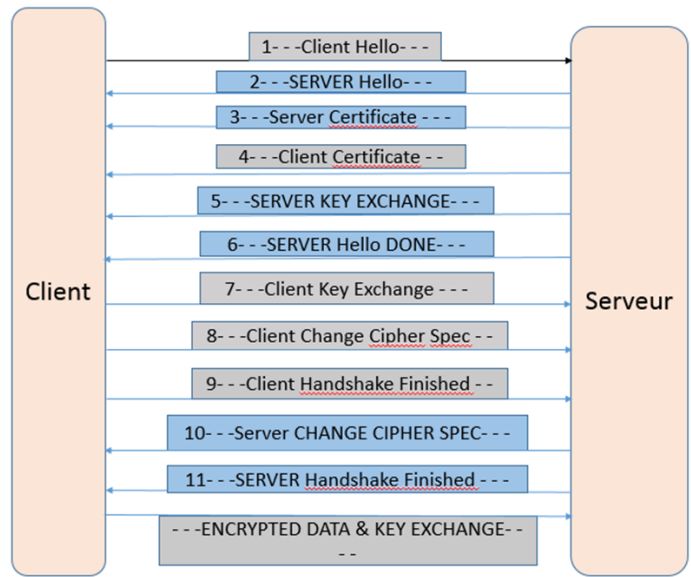 1- - -Client Hello- - -
2- - -SERVER Hello- - -
3- - -Server Certificate - - -
4- - -Client Certificate - -
5- - -SERVER KEY EXCHANGE- - -
6- - -SERVER Hello DONE- - -
7- - -Client Key Exchange - - -
Client
Serveur
8- - -Client Change Cipher Spec - -
9- - -Client Handshake Finished - -
10- - -Server CHANGE CIPHER SPEC- - -
11- - -SERVER Handshake Finished - - -
- - -ENCRYPTED DATA & KEY EXCHANGE- -
- -